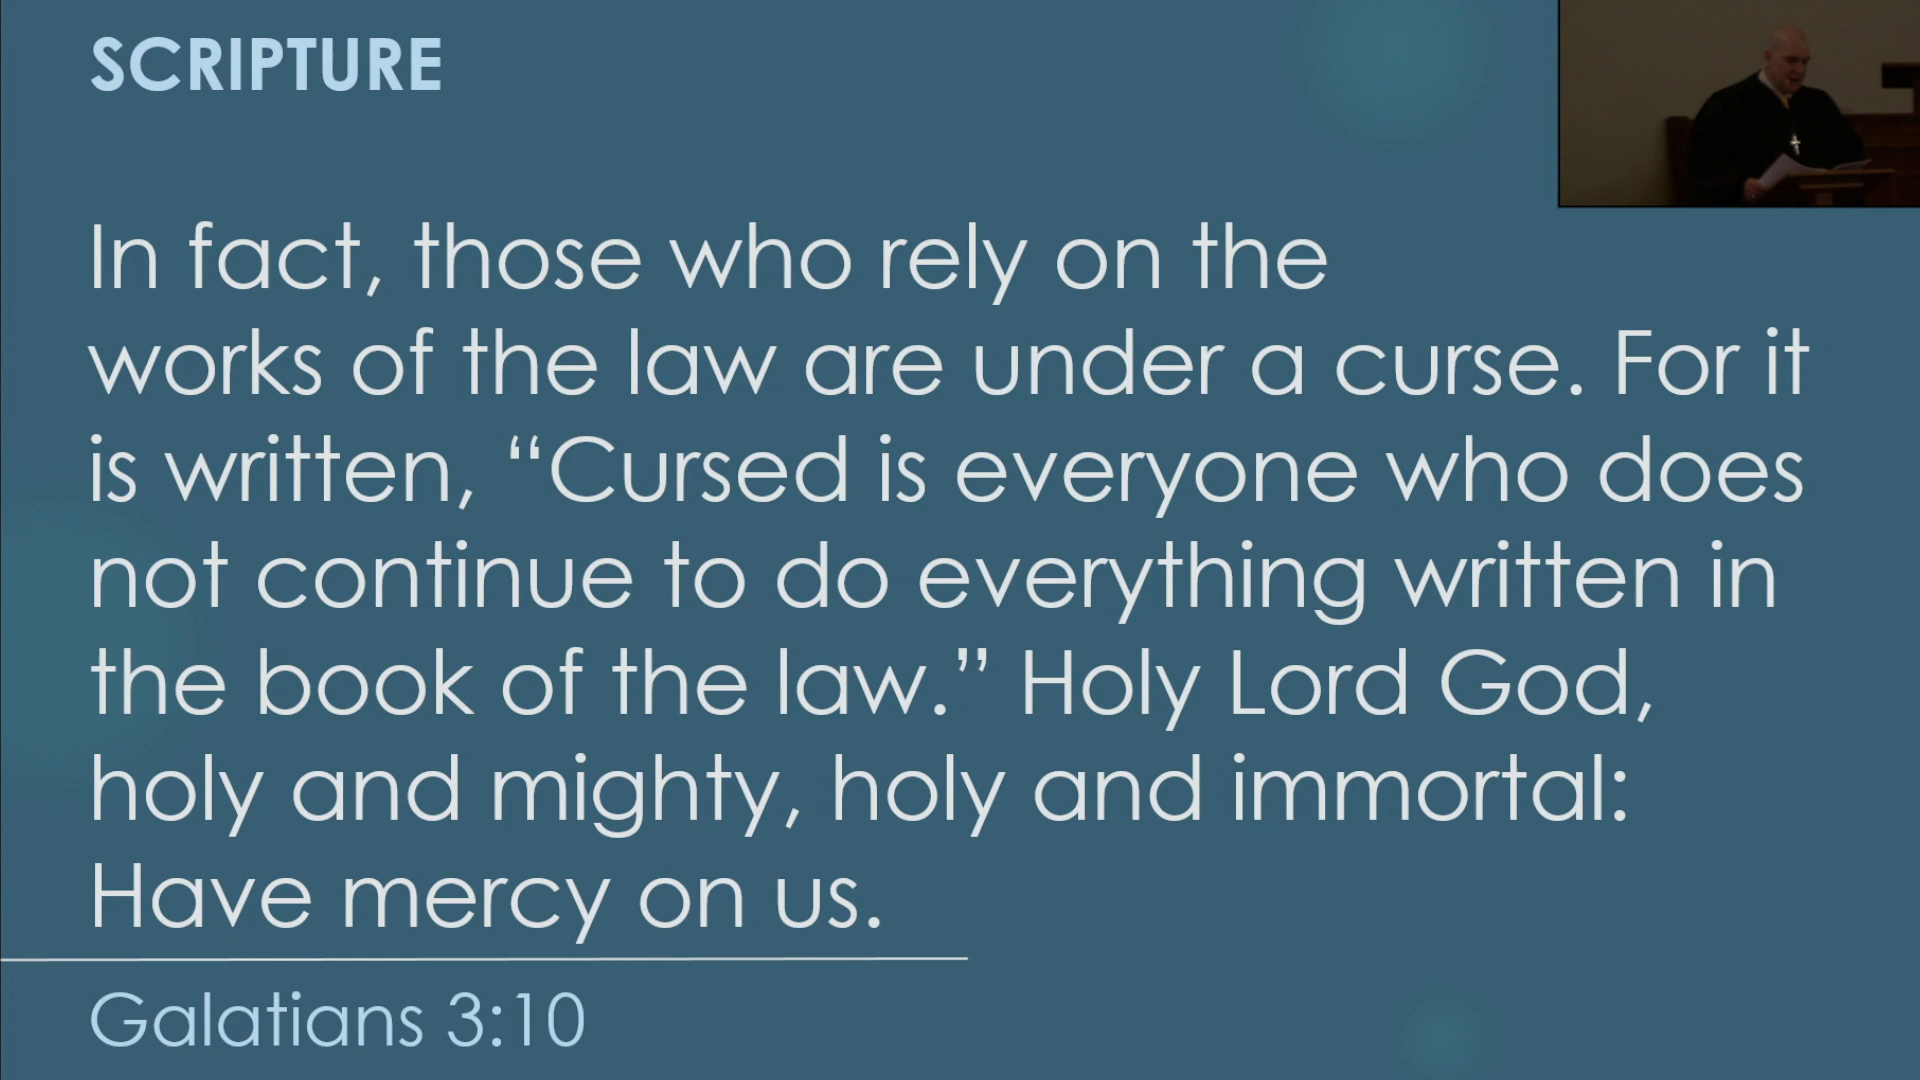 SCRIPTURE
In fact, those who rely on the
works of the law are under a curse. For it
is written, “Cursed is everyone who does
not continue to do everything written in
the book of the law.” Holy Lord God,
holy and mighty, holy and immortal:
Have mercy on us.
Galatians 3:10